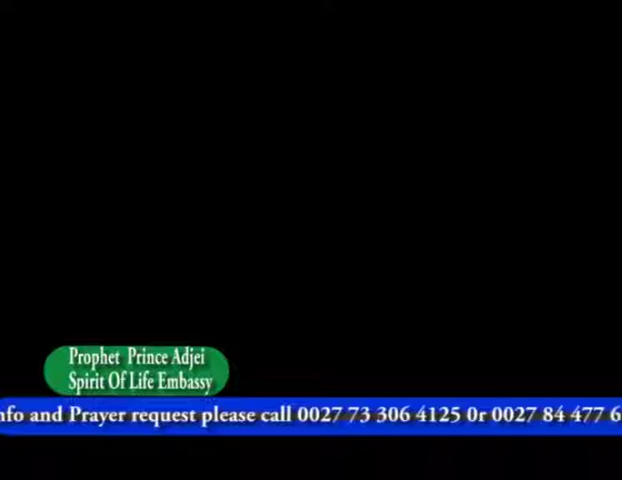 Prophet Prince Adjei
Spirit Of Life Embassy
nfo and Prayer request please call 0027 73 306 4125 0r 0027 84 477 6